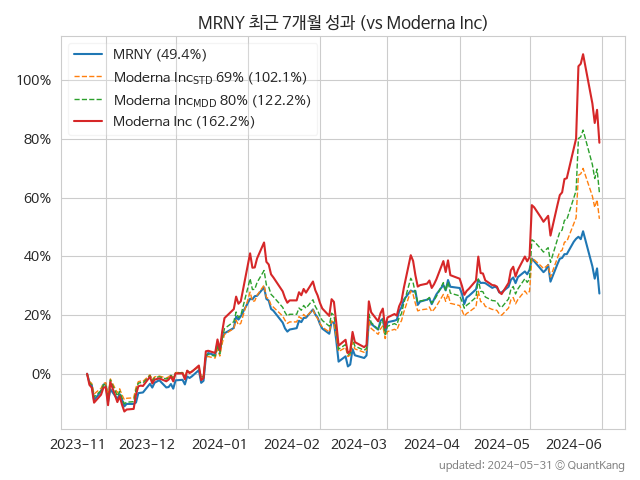 MRNY 최근 7개월 성과 (vs Moderna Inc)
MRNY (49.4%)
Moderna IncSTD 69% (102.1%)
Moderna IncMDD 80% (122.2%)
Moderna Inc (162.2%)
100%
80%
60%
40%
20%
0%
2023-11 2023-12 2024-01 2024-02 2024-03 2024-04 2024-05 2024-06
updated: 2024-05-31 © QuantKang